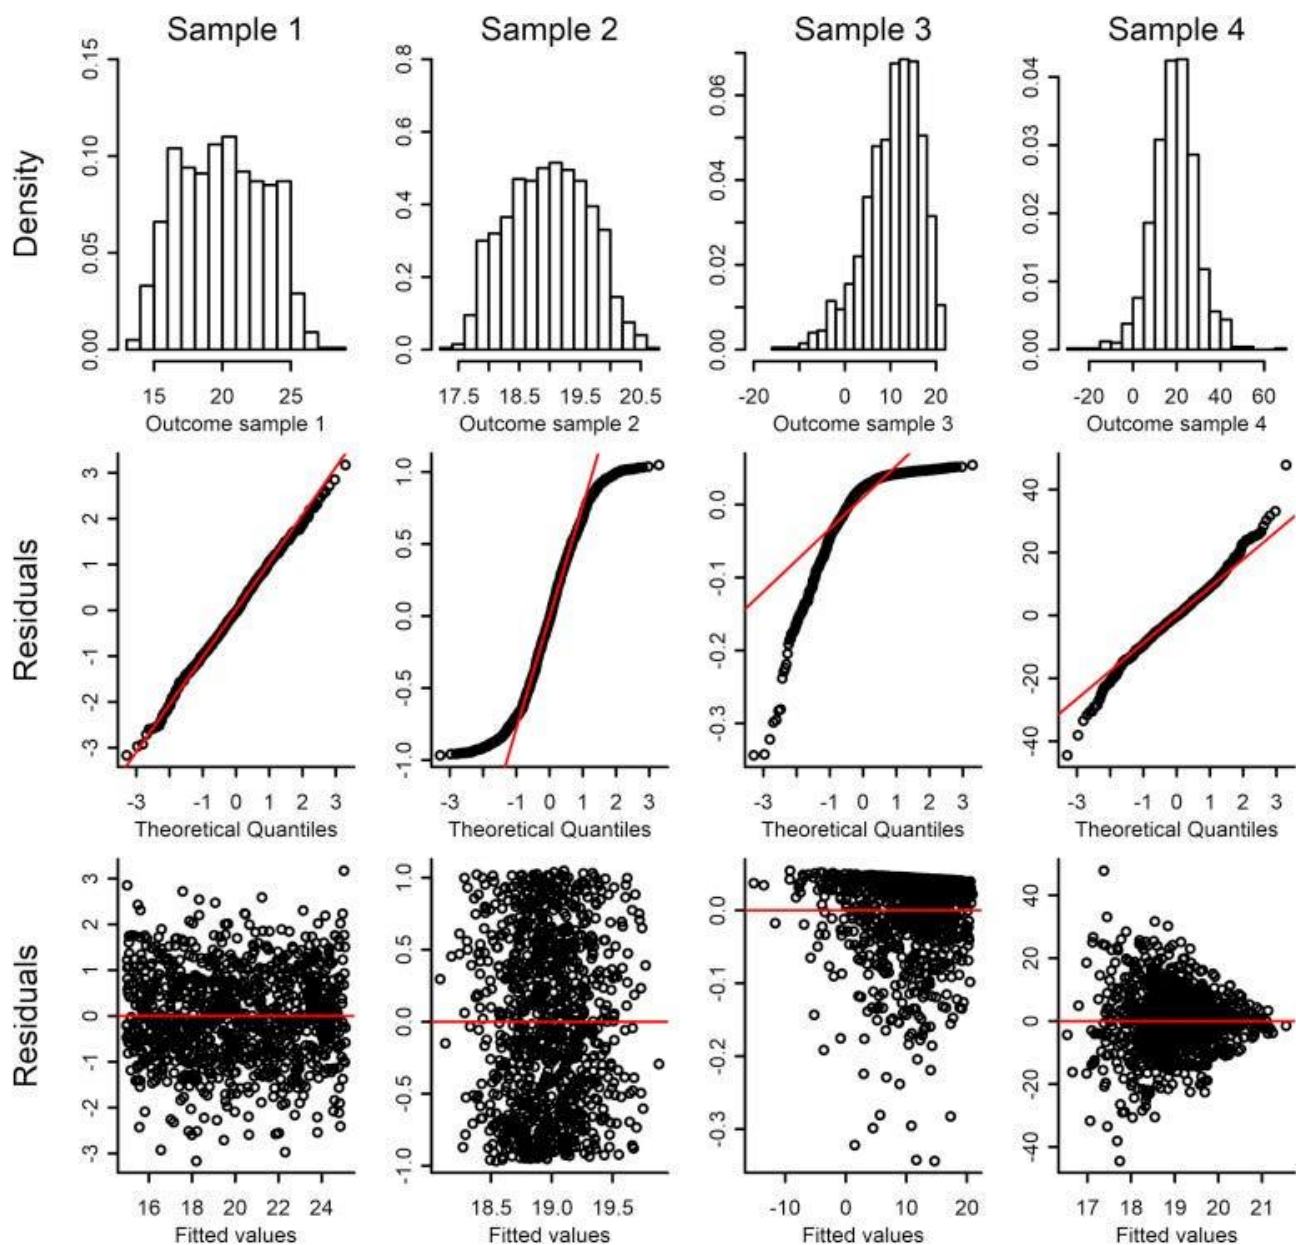 Sample 1 Sample 2 Sample 3 Sample 4
Density
0.00 0.05 0.10 0.15
0.0 0.2 0.4 0.6 0.8
0.00 0.02 0.04 0.06
0.00 0.01 0.02 0.03 0.04
15 20 25
17.5 18.5 19.5 20.5
-20 0 10 20
-20 0 20 40 60
Outcome sample 1 Outcome sample 2 Outcome sample 3 Outcome sample 4
Residuals
-3 -2 -1 0 1 2 3
-1.0 -0.5 0.0 0.5 1.0
-0.3 -0.2 -0.1 0.0
-40 -20 0 20 40
-3 -2 -1 0 1 2 3
-3 -2 -1 0 1 2 3
-3 -2 -1 0 1 2 3
-3 -2 -1 0 1 2 3
Theoretical Quantiles Theoretical Quantiles Theoretical Quantiles Theoretical Quantiles
Residuals
-3 -2 -1 0 1 2 3
-1.0 -0.5 0.0 0.5 1.0
-0.3 -0.2 -0.1 0.0
-40 -20 0 20 40
16 18 20 22 24
18.5 19.0 19.5
-10 0 10 20
17 18 19 20 21
Fitted values Fitted values Fitted values Fitted values